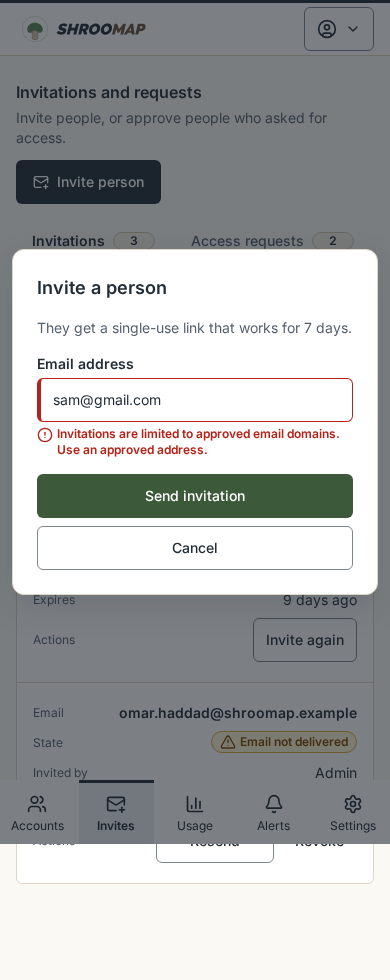 SHROOMAP
Invitations and requests
Invite people, or approve people who asked for
access.
Invite person
Invitations 3 Access requests 2
Invite a person
They get a single-use link that works for 7 days.
Email address
sam@gmail.com
Invitations are limited to approved email domains.
Use an approved address.
Send invitation
Cancel
Expires 9 days ago
Actions Invite again
Email omar.haddad@shroomap.example
State Email not delivered
Invited by Admin
Accounts Invites Usage Alerts Settings
Actions Resend Revoke